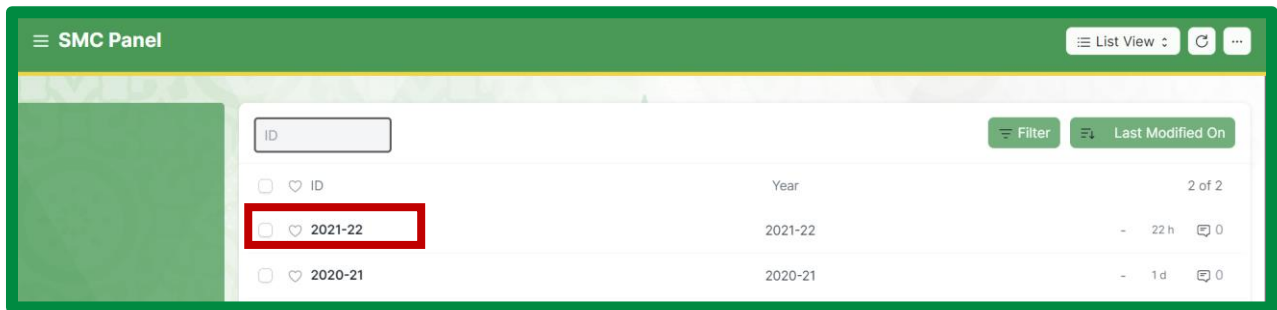 SMC Panel List View ...
ID Filter Last Modified On
ID Year 2 of 2
2021-22 2021-22 - 22 h 0
2020-21 2020-21 - 1 d 0